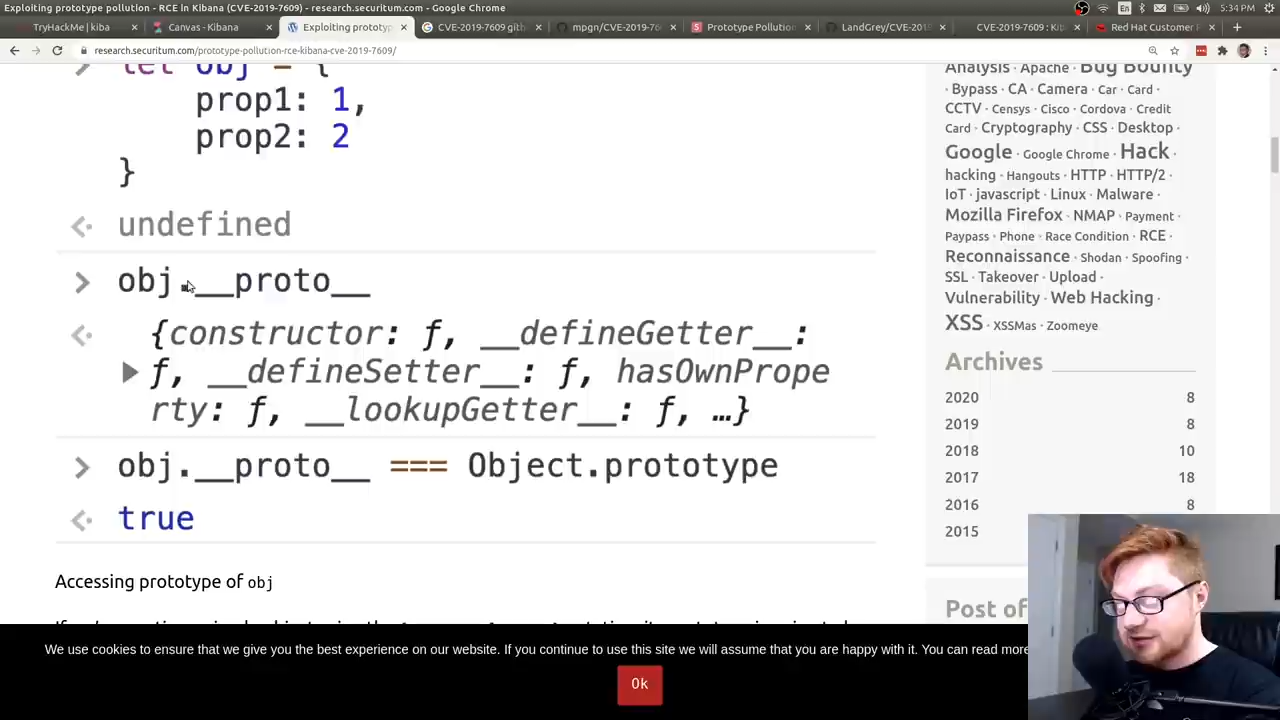 Exploiting prototype pollution - RCE in Kibana (CVE-2019-7609) - research.securitum.com - Google Chrome
En
5:34 PM
TryHackMe | kiba
Canvas - Kibana
Exploiting prototyp
CVE-2019-7609 gith
mpgn/CVE-2019-760
Prototype Pollution
LandGrey/CVE-2019
CVE-2019-7609 : Kib
Red Hat Customer P
research.securitum.com/prototype-pollution-rce-kibana-cve-2019-7609/
let obj = {
prop1: 1,
prop2: 2
}
undefined
obj.__proto__
{constructor: ƒ, __defineGetter__:
ƒ, __defineSetter__: ƒ, hasOwnPrope
rty: ƒ, __lookupGetter__: ƒ, …}
obj.__proto__ === Object.prototype
true
Accessing prototype of obj
Analysis · Apache · Bug Bounty
· Bypass · CA · Camera · Car · Card ·
CCTV · Censys · Cisco · Cordova · Credit
Card · Cryptography · CSS · Desktop ·
Google · Google Chrome · Hack ·
hacking · Hangouts · HTTP · HTTP/2 ·
IoT · javascript · Linux · Malware ·
Mozilla Firefox · NMAP · Payment ·
Paypass · Phone · Race Condition · RCE ·
Reconnaissance · Shodan · Spoofing ·
SSL · Takeover · Upload ·
Vulnerability · Web Hacking ·
XSS · XSSMas · Zoomeye
Archives
2020 8
2019 8
2018 10
2017 18
2016 8
2015
Post of
We use cookies to ensure that we give you the best experience on our website. If you continue to use this site we will assume that you are happy with it. You can read more
Ok